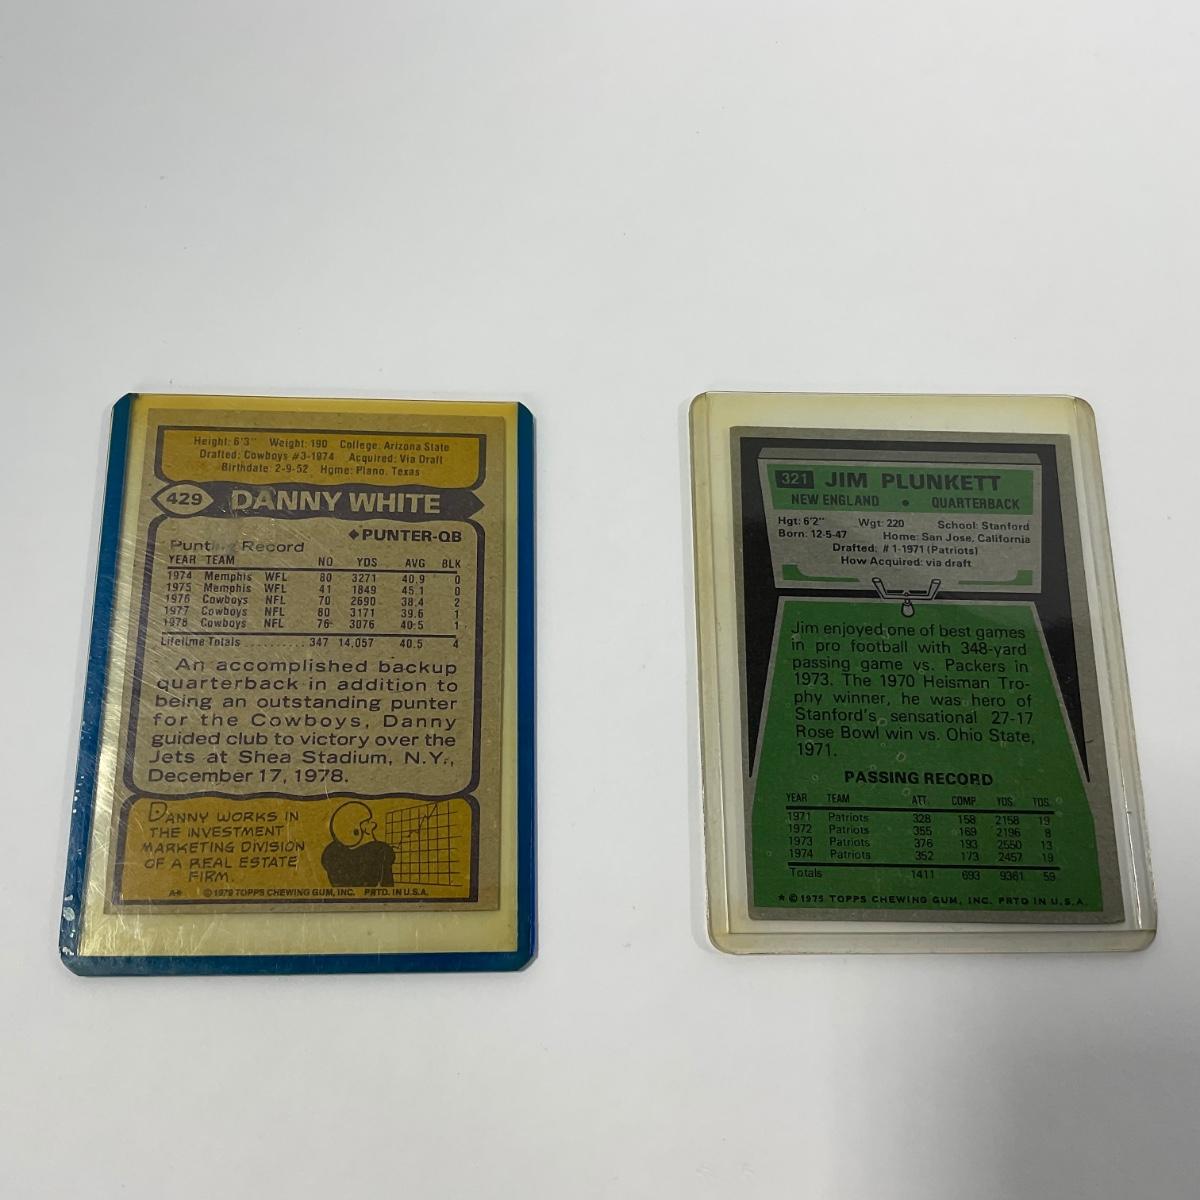 Height: 6'3" Weight: 190 College: Arizona State
Drafted: Cowboys #3-1974 Acquired: Via Draft
Birthdate: 2-9-52 Home: Plano, Texas
429 DANNY WHITE
◆PUNTER-QB
Punting Record
YEAR TEAM NO YDS AVG BLK
1974 Memphis WFL 80 3271 40.9 0
1975 Memphis WFL 41 1849 45.1 0
1976 Cowboys NFL 70 2690 38.4 2
1977 Cowboys NFL 80 3171 39.6 1
1978 Cowboys NFL 76 3076 40.5 1
Lifetime Totals .......... 347 14,057 40.5 4
An accomplished backup
quarterback in addition to
being an outstanding punter
for the Cowboys, Danny
guided club to victory over the
Jets at Shea Stadium, N.Y.,
December 17, 1978.
DANNY WORKS IN
THE INVESTMENT
MARKETING DIVISION
OF A REAL ESTATE
FIRM.
A* © 1979 TOPPS CHEWING GUM, INC. PRTD. IN U.S.A.
321 JIM PLUNKETT
NEW ENGLAND • QUARTERBACK
Hgt: 6'2" Wgt: 220 School: Stanford
Born: 12-5-47 Home: San Jose, California
Drafted: #1-1971 (Patriots)
How Acquired: via draft
Jim enjoyed one of best games
in pro football with 348-yard
passing game vs. Packers in
1973. The 1970 Heisman Tro-
phy winner, he was hero of
Stanford's sensational 27-17
Rose Bowl win vs. Ohio State,
1971.
PASSING RECORD
YEAR TEAM ATT. COMP. YDS. TDS.
1971 Patriots 328 158 2158 19
1972 Patriots 355 169 2196 8
1973 Patriots 376 193 2550 13
1974 Patriots 352 173 2457 19
Totals 1411 693 9361 59
* © 1975 TOPPS CHEWING GUM, INC. PRTD IN U.S.A.